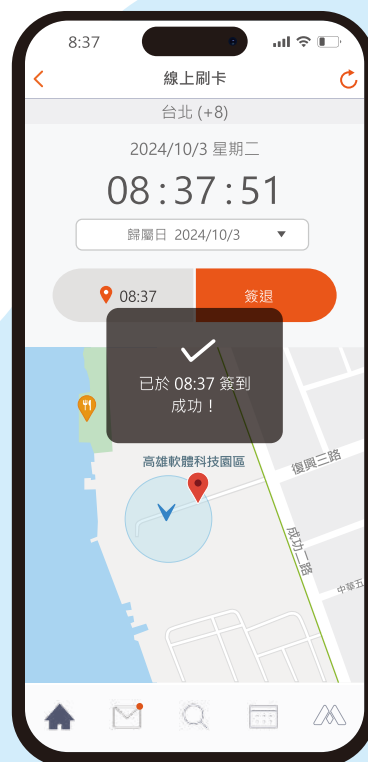 8:37
線上刷卡
台北 (+8)
2024/10/3 星期二
08:37:51
歸屬日 2024/10/3
08:37
簽退
已於 08:37 簽到
成功！
高雄軟體科技園區
復興三路
成功二路
中華五